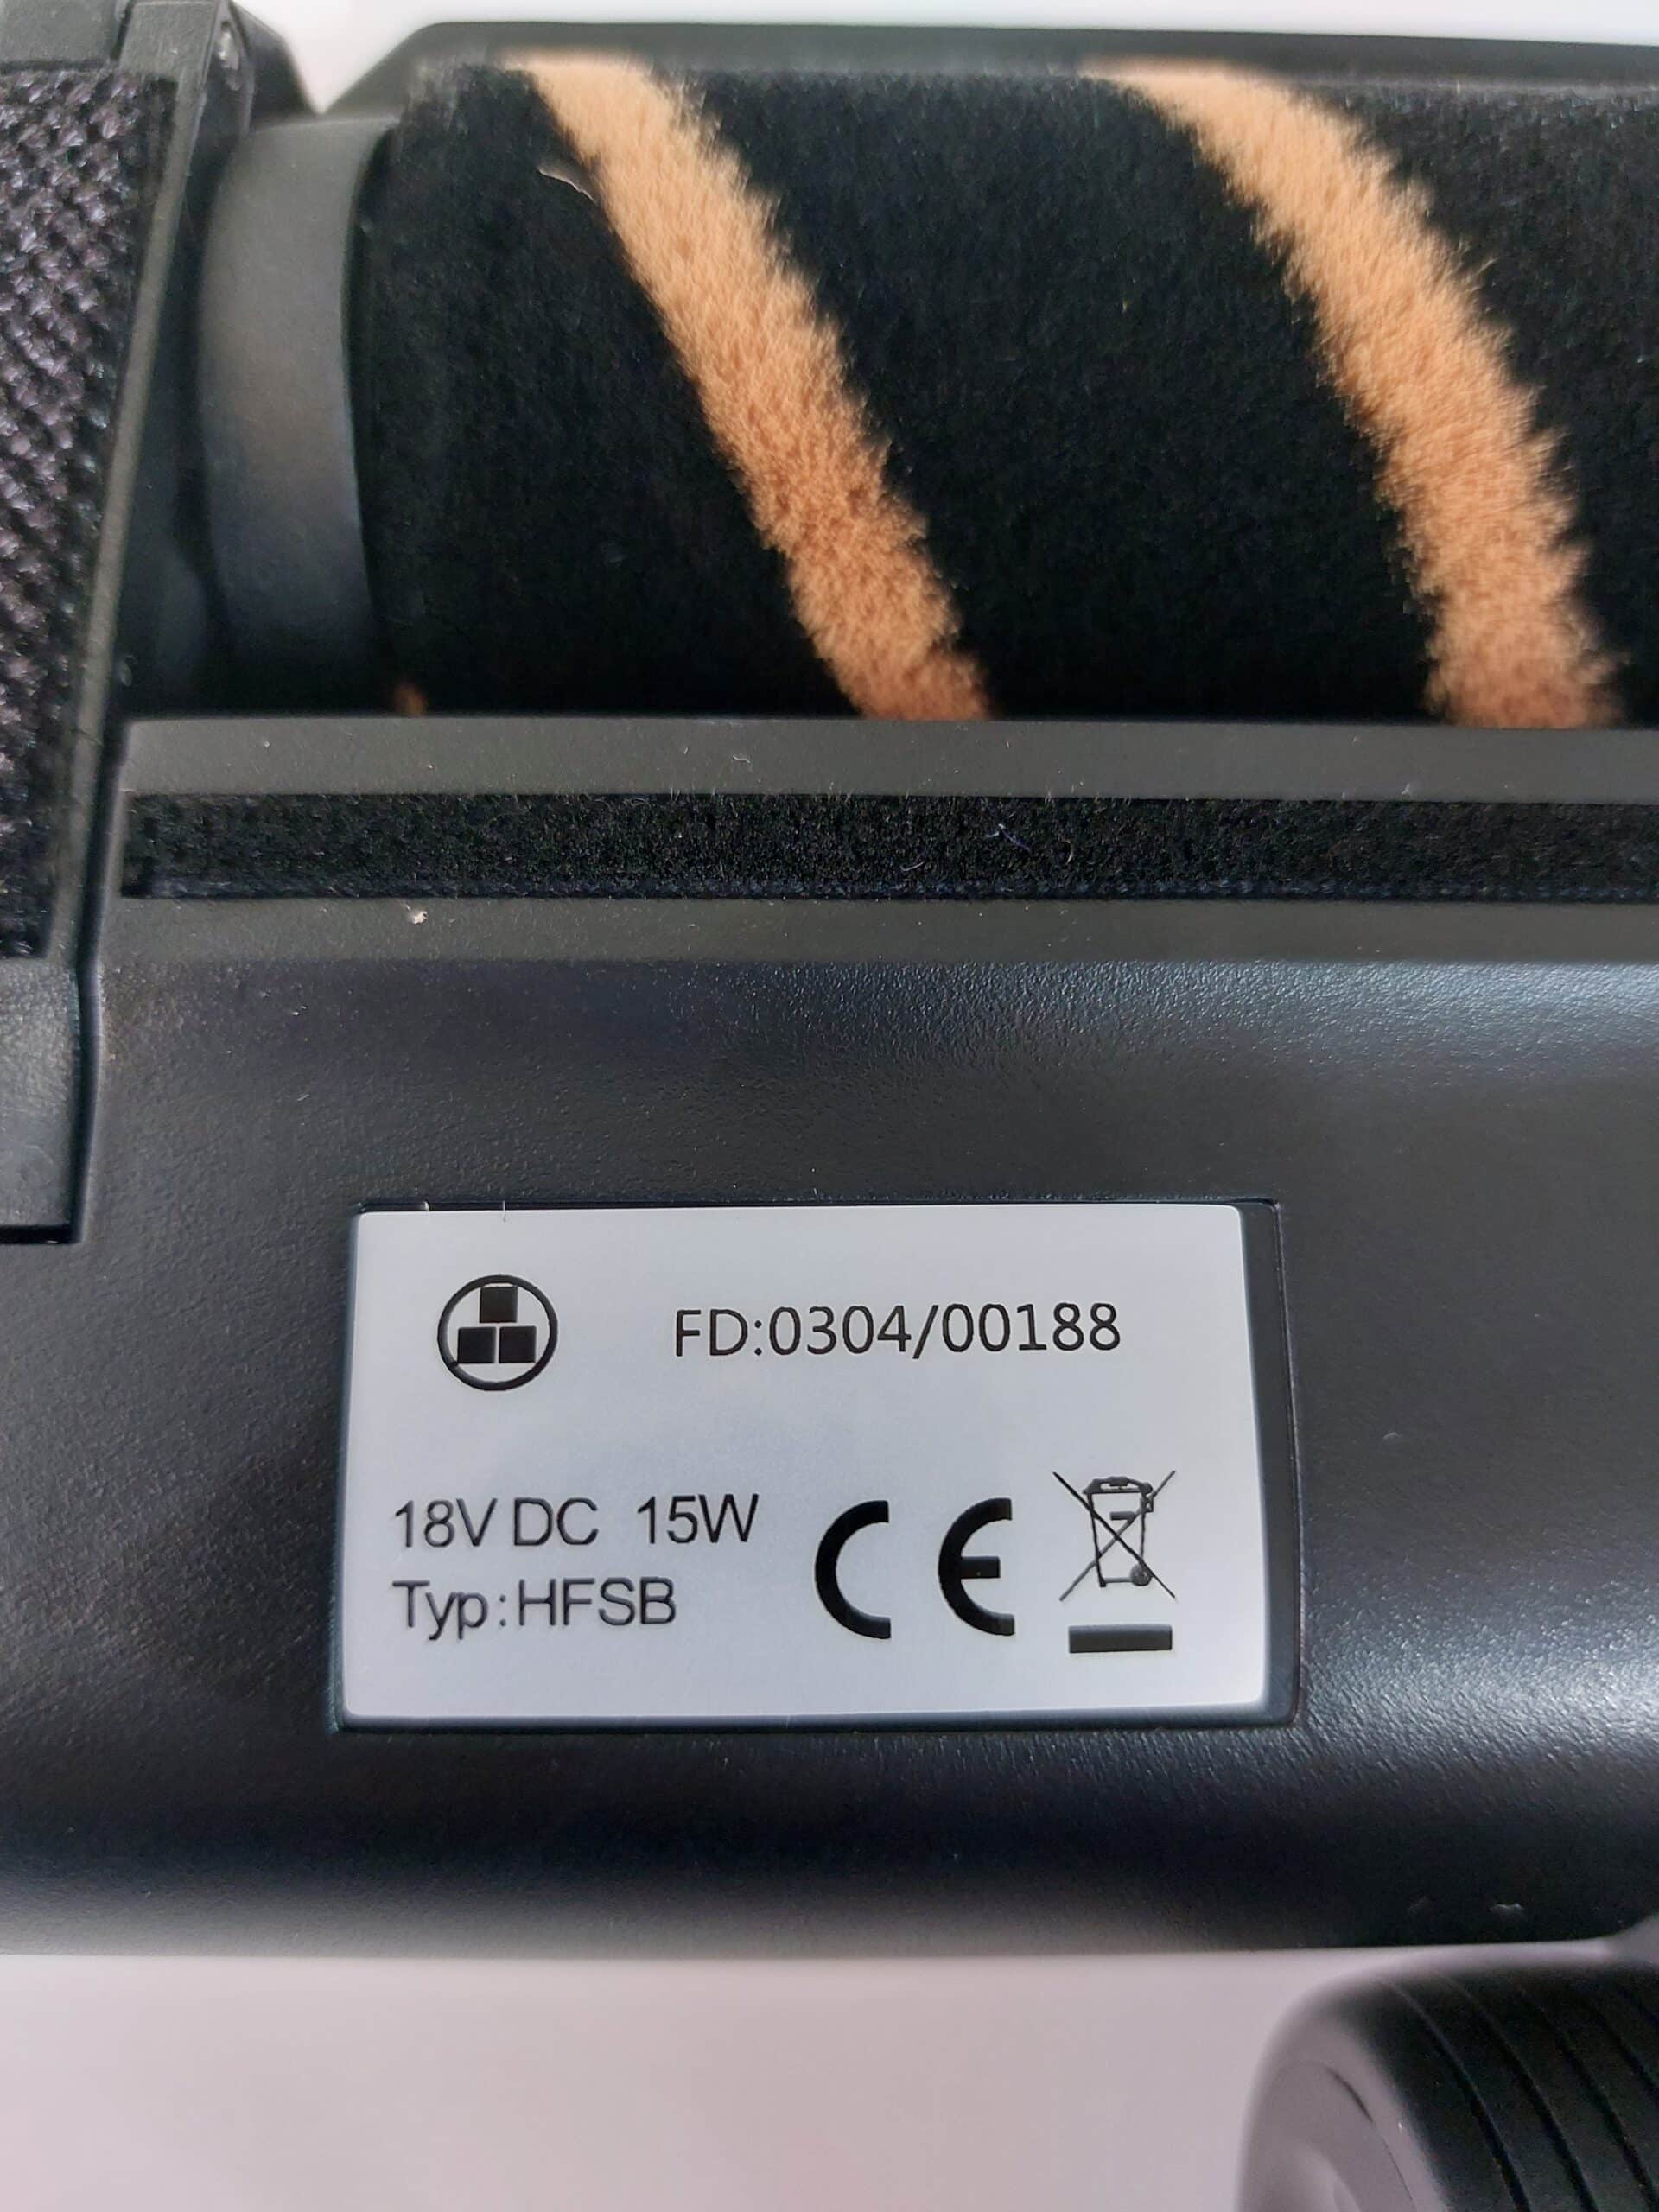 FD:0304/00188
18V DC 15W
Typ:HFSB
CE